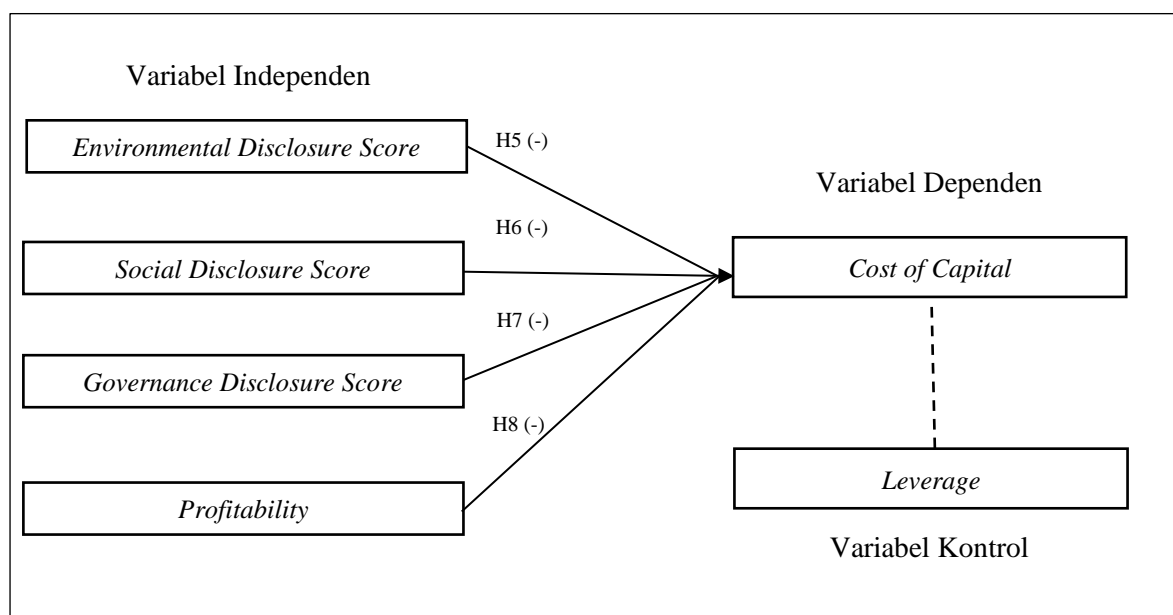 Variabel Independen
Environmental Disclosure Score
H5 (-)
Social Disclosure Score
H6 (-)
Governance Disclosure Score
H7 (-)
Profitability
H8 (-)
Variabel Dependen
Cost of Capital
Leverage
Variabel Kontrol